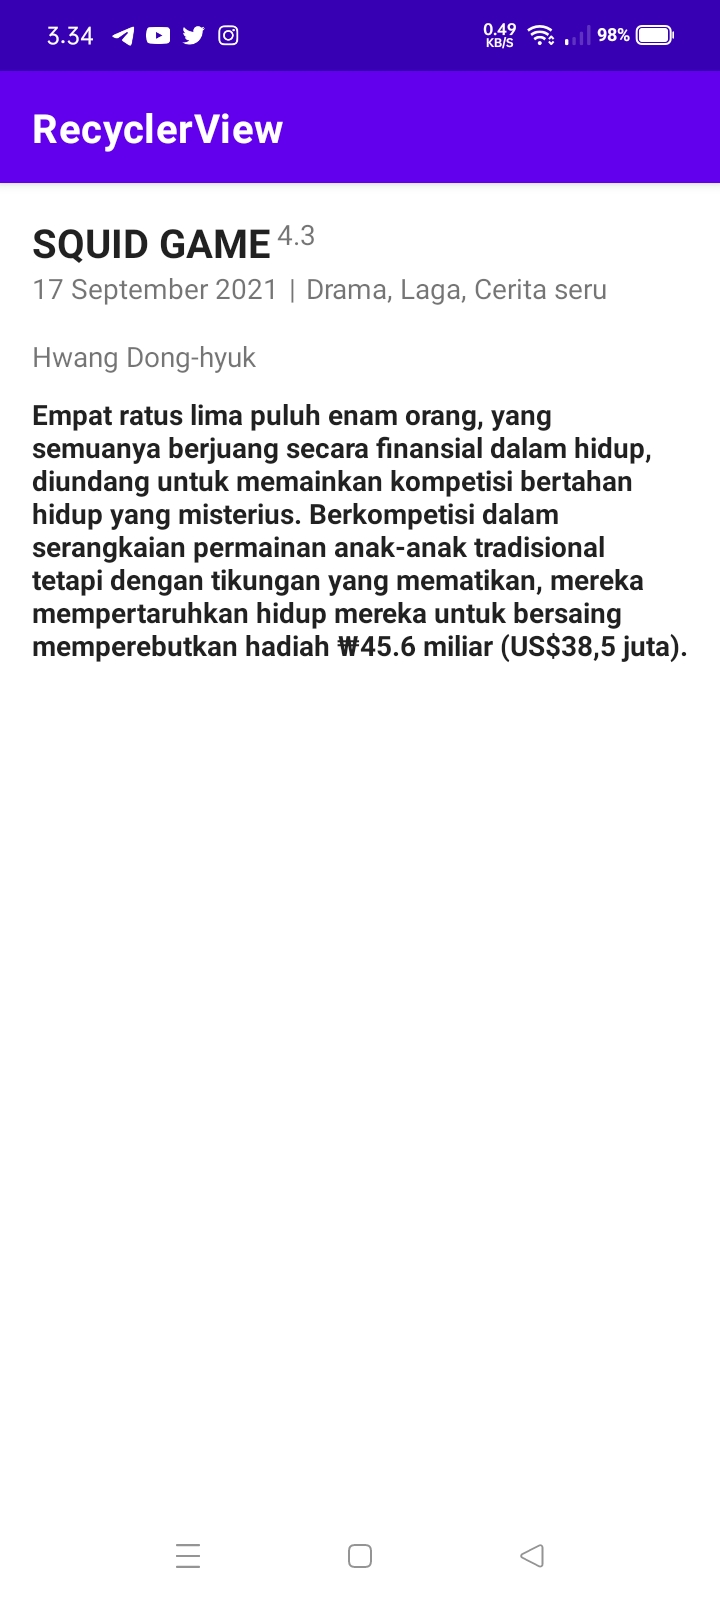 3.34
0.49
KB/S
98%
RecyclerView
SQUID GAME 4.3
17 September 2021 | Drama, Laga, Cerita seru
Hwang Dong-hyuk
Empat ratus lima puluh enam orang, yang
semuanya berjuang secara finansial dalam hidup,
diundang untuk memainkan kompetisi bertahan
hidup yang misterius. Berkompetisi dalam
serangkaian permainan anak-anak tradisional
tetapi dengan tikungan yang mematikan, mereka
mempertaruhkan hidup mereka untuk bersaing
memperebutkan hadiah ₩45.6 miliar (US$38,5 juta).